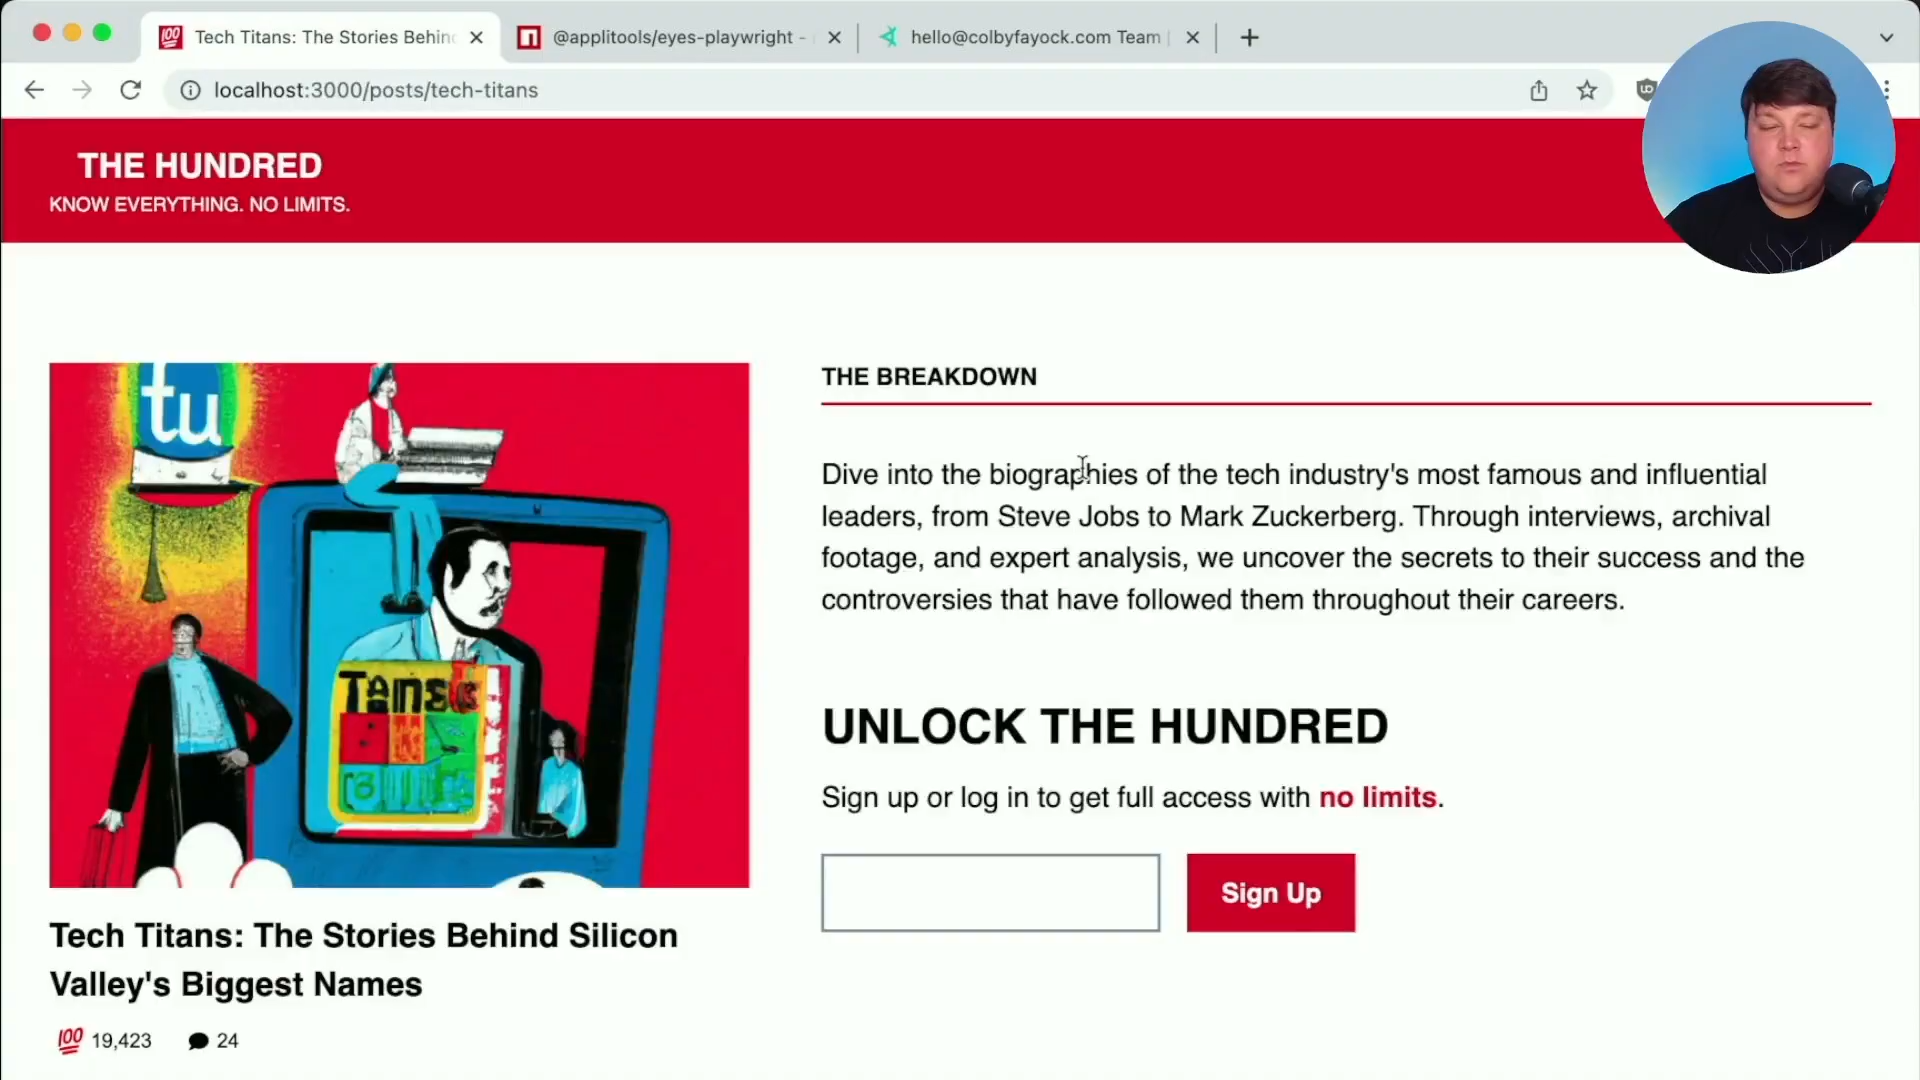 Tech Titans: The Stories Behind
@applitools/eyes-playwright -
hello@colbyfayock.com Team
localhost:3000/posts/tech-titans
THE HUNDRED
KNOW EVERYTHING. NO LIMITS.
tu
THE BREAKDOWN
Dive into the biographies of the tech industry's most famous and influential
leaders, from Steve Jobs to Mark Zuckerberg. Through interviews, archival
footage, and expert analysis, we uncover the secrets to their success and the
controversies that have followed them throughout their careers.
UNLOCK THE HUNDRED
Sign up or log in to get full access with no limits.
Sign Up
Tech Titans: The Stories Behind Silicon
Valley's Biggest Names
100 19,423 24